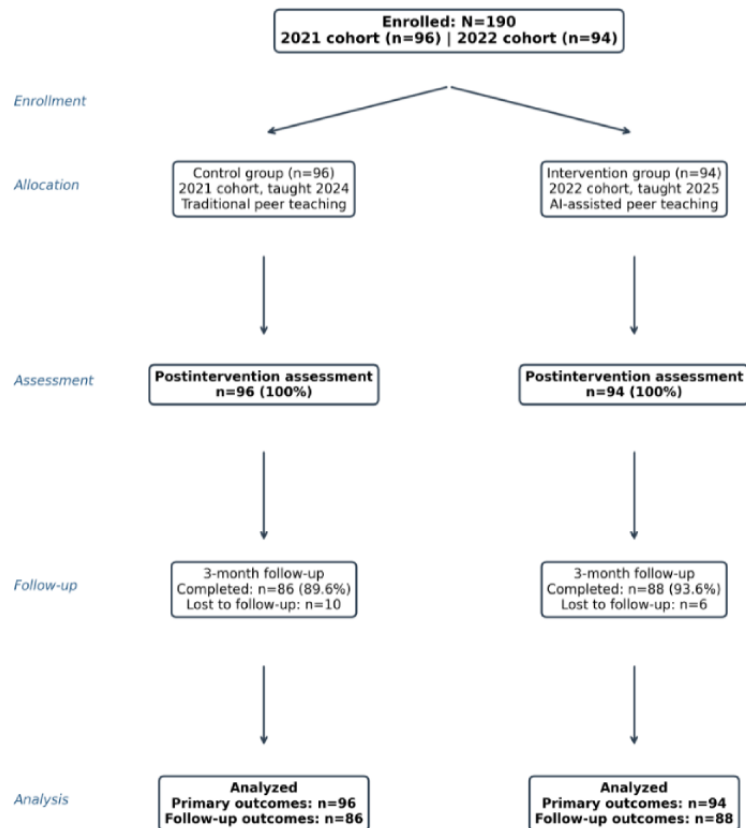 Enrolled: N=190
2021 cohort (n=96) | 2022 cohort (n=94)
Enrollment
Allocation
Control group (n=96)
2021 cohort, taught 2024
Traditional peer teaching
Intervention group (n=94)
2022 cohort, taught 2025
AI-assisted peer teaching
Assessment
Postintervention assessment
n=96 (100%)
Postintervention assessment
n=94 (100%)
Follow-up
3-month follow-up
Completed: n=86 (89.6%)
Lost to follow-up: n=10
3-month follow-up
Completed: n=88 (93.6%)
Lost to follow-up: n=6
Analysis
Analyzed
Primary outcomes: n=96
Follow-up outcomes: n=86
Analyzed
Primary outcomes: n=94
Follow-up outcomes: n=88